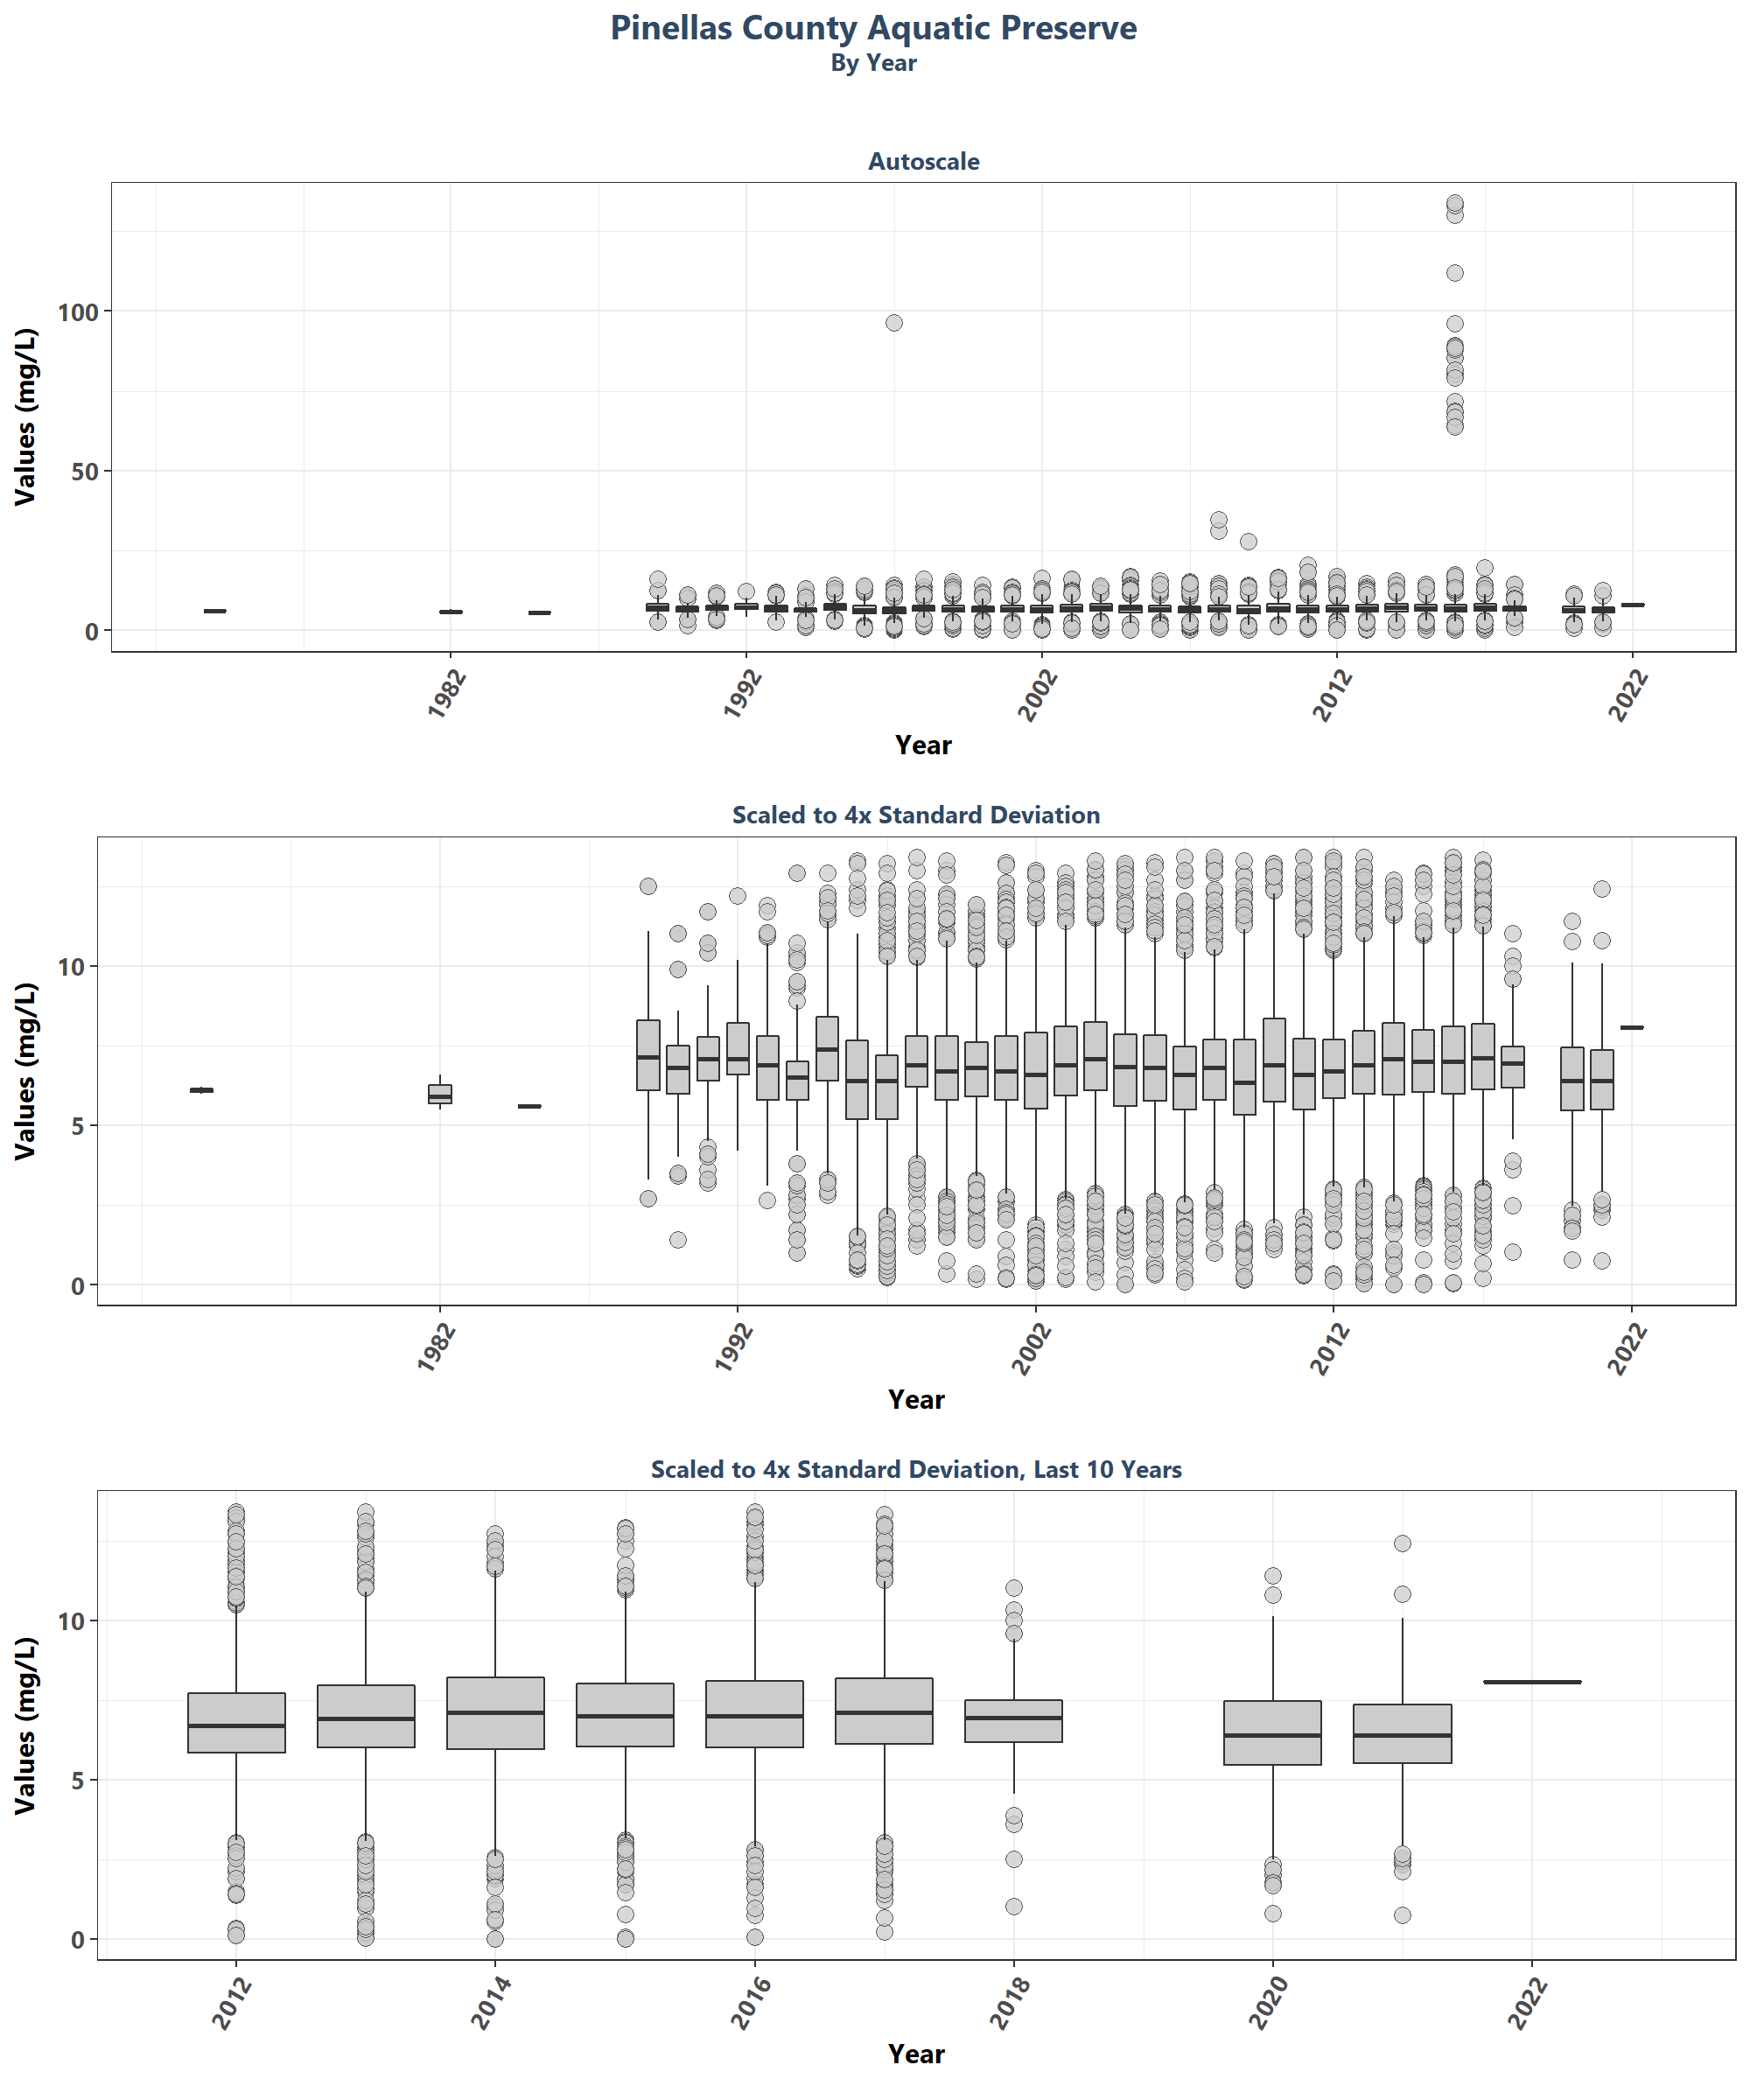 Pinellas County Aquatic Preserve
By Year
Autoscale
Values (mg/L)
100
50
0
1982
1992
2002
2012
2022
Year
Scaled to 4x Standard Deviation
Values (mg/L)
10
5
0
1982
1992
2002
2012
2022
Year
Scaled to 4x Standard Deviation, Last 10 Years
Values (mg/L)
10
5
0
2012
2014
2016
2018
2020
2022
Year